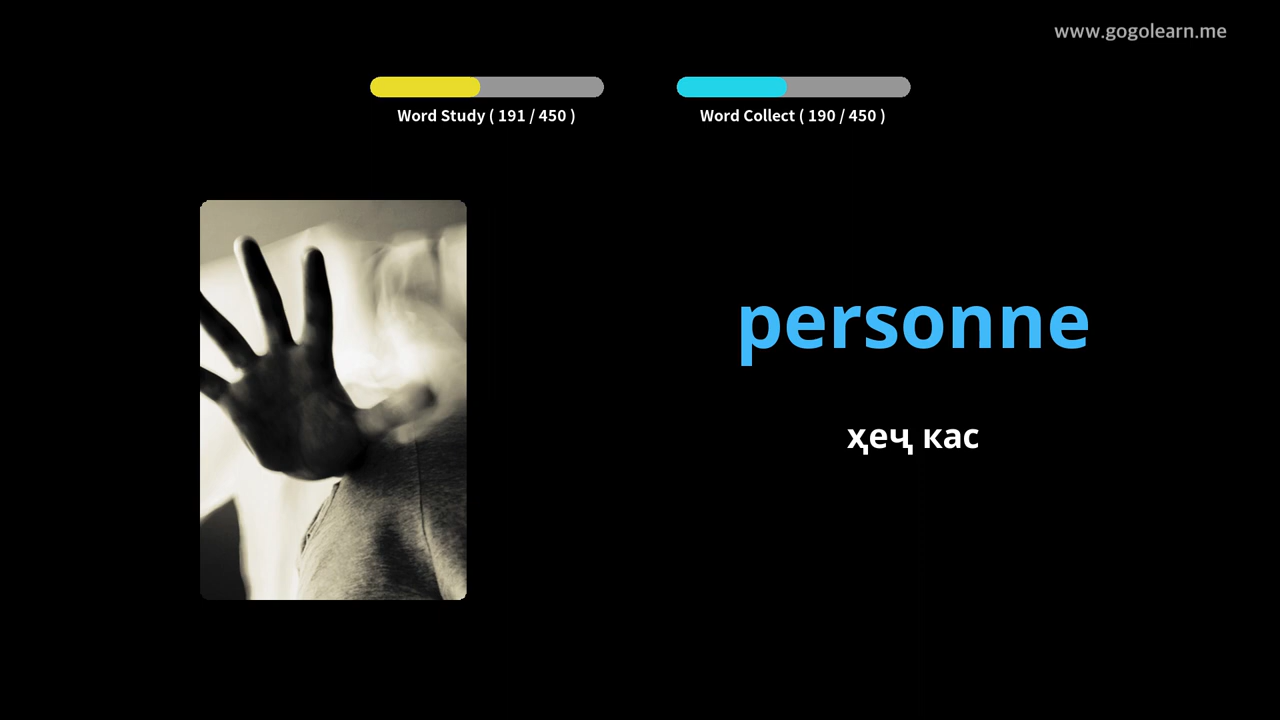 www.gogolearn.me
Word Study ( 191 / 450 )
Word Collect ( 190 / 450 )
personne
ҳеҷ кас